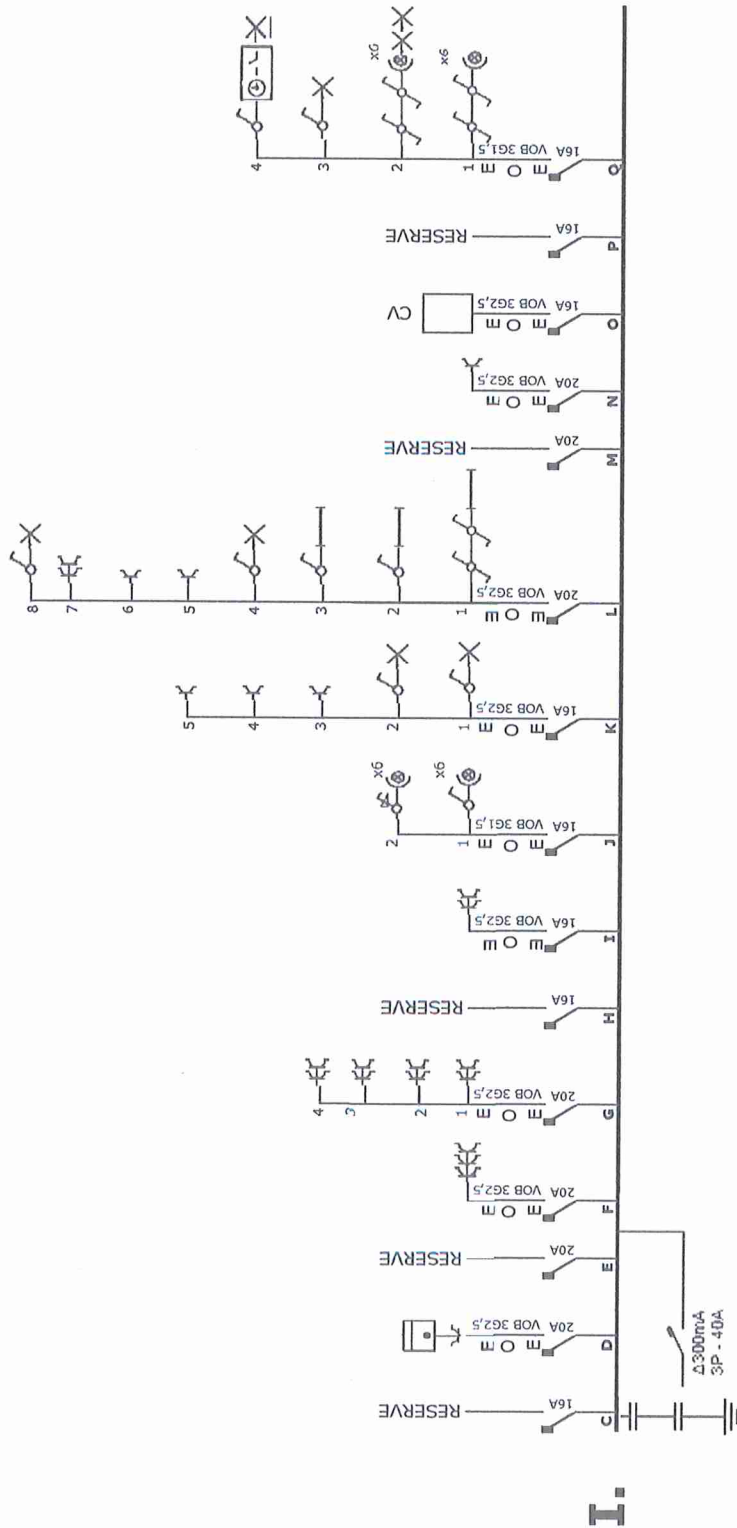 I.
C
16A
RESERVE
D
20A
VOB 3G2,5
E O E
E
20A
RESERVE
F
20A
VOB 3G2,5
E O E
G
20A
VOB 3G2,5
E O E
1
2
3
4
H
16A
RESERVE
I
16A
VOB 3G2,5
E O E
J
16A
VOB 3G1,5
E O E
1
x6
2
x6
K
16A
VOB 3G2,5
E O E
1
2
3
4
5
L
20A
VOB 3G2,5
E O E
1
2
3
4
5
6
7
8
M
20A
RESERVE
N
20A
VOB 3G2,5
E O E
O
16A
VOB 3G2,5
E O E
CV
P
16A
RESERVE
Q
16A
VOB 3G1,5
E O E
1
x6
2
x6
3
4
Δ300mA
3P - 40A